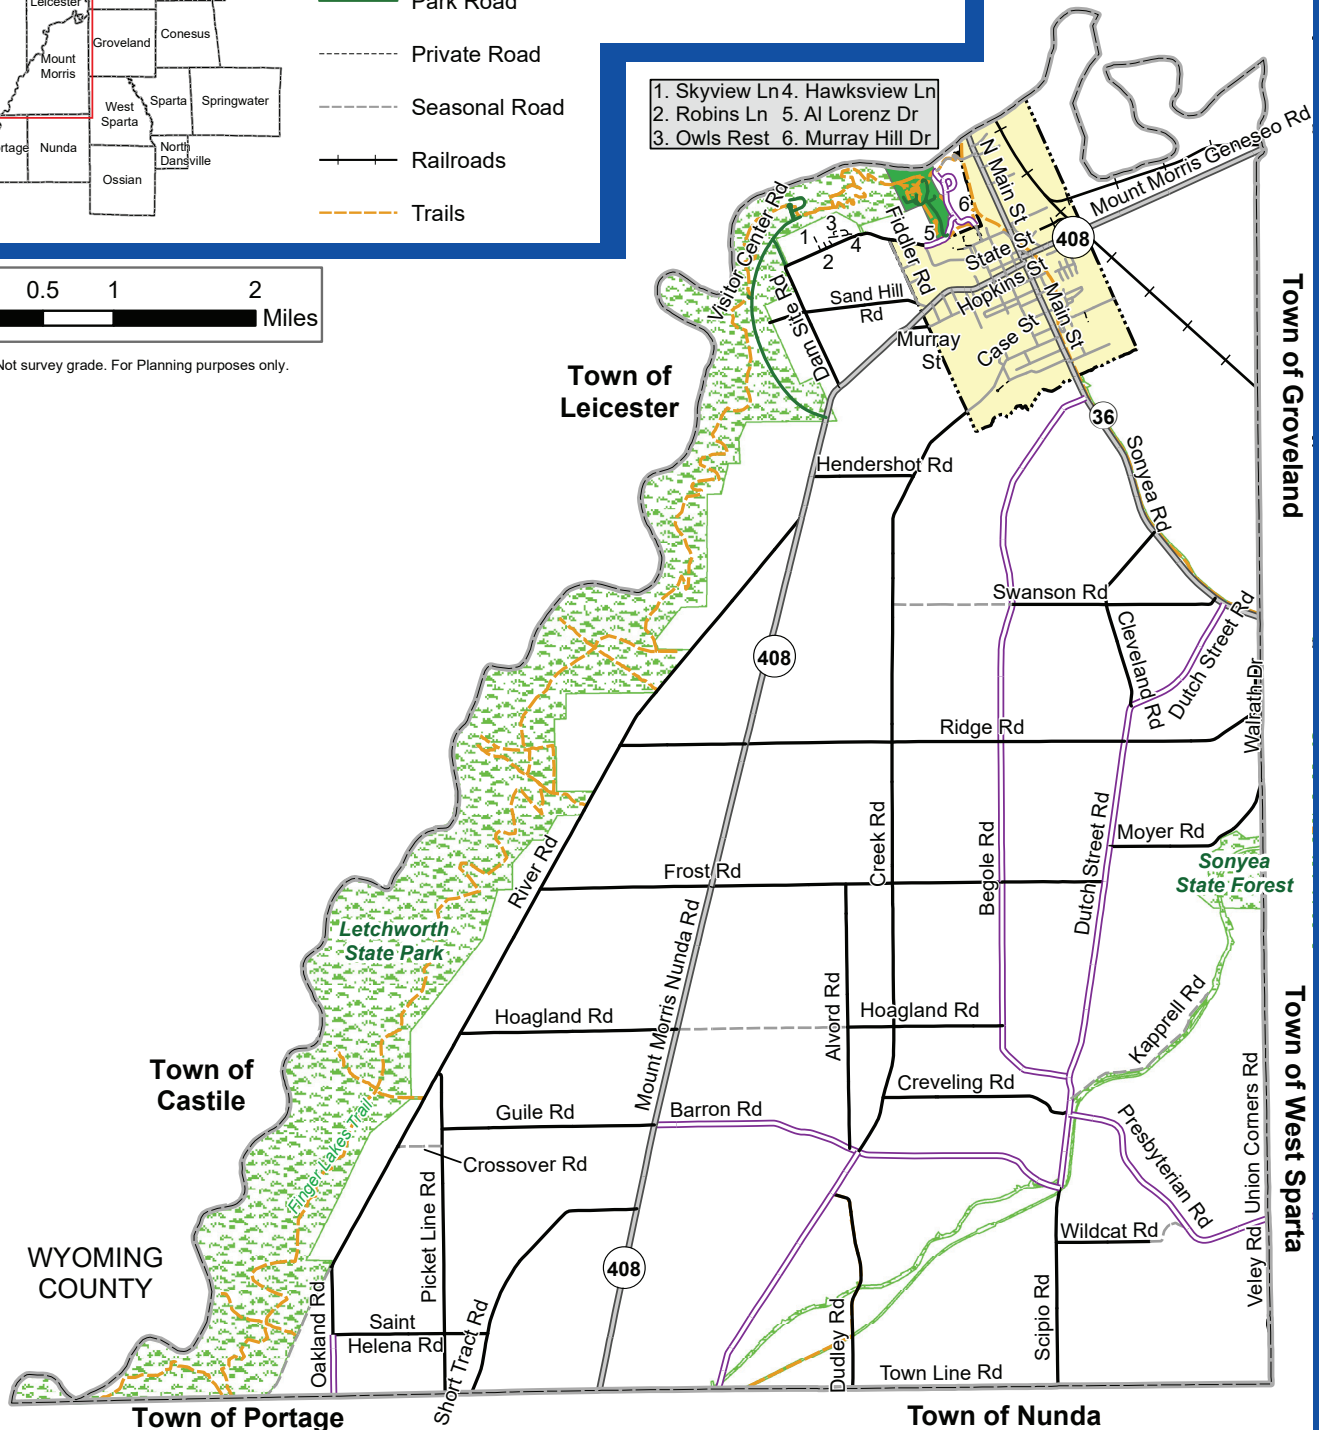 Leicester
Mount
Morris
Groveland
Conesus
West
Sparta
Sparta
Springwater
Nunda
North
Dansville
Ossian
Park Road
Private Road
Seasonal Road
Railroads
Trails
0.5 1 2
Miles
Not survey grade. For Planning purposes only.
1. Skyview Ln 4. Hawksview Ln
2. Robins Ln 5. Al Lorenz Dr
3. Owls Rest 6. Murray Hill Dr
Mount Morris Geneseo Rd
N Main St
Visitor Center Rd
6
3
5
1
4
2
Fiddler Rd
State St
408
Hopkins St
Main St
Sand Hill
Rd
Dam Site Rd
Murray
St
Case St
Town of Groveland
Town of
Leicester
36
Hendershot Rd
Sonyea Rd
Swanson Rd
Cleveland Rd
Dutch Street Rd
408
Walrath Dr
Ridge Rd
Creek Rd
Begole Rd
Dutch Street Rd
Moyer Rd
Sonyea
State Forest
River Rd
Frost Rd
Letchworth
State Park
Mount Morris Nunda Rd
Alvord Rd
Hoagland Rd
Hoagland Rd
Kapprell Rd
Town of West Sparta
Town of
Castile
Creveling Rd
Guile Rd
Barron Rd
Finger Lakes Trail
Crossover Rd
Presbyterian Rd
Union Corners Rd
Picket Line Rd
Wildcat Rd
Veley Rd
WYOMING
COUNTY
408
Oakland Rd
Saint
Helena Rd
Short Tract Rd
Dudley Rd
Scipio Rd
Town Line Rd
Town of Portage
Town of Nunda